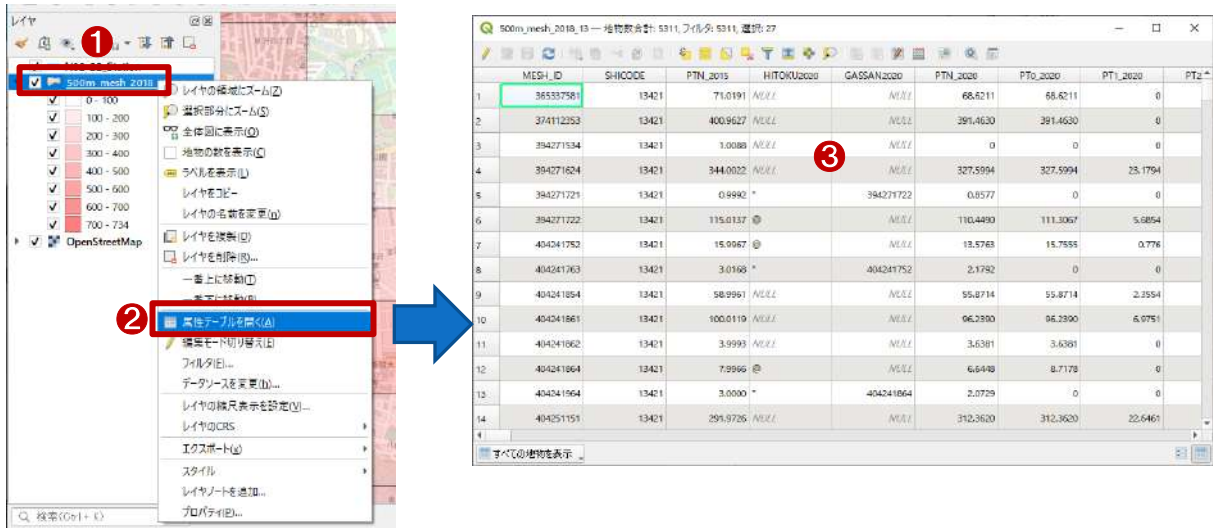 レイヤ
❶
500m_mesh_2018
0 - 100
100 - 200
200 - 300
300 - 400
400 - 500
500 - 600
600 - 700
700 - 734
OpenStreetMap
検索(Ctrl+K)
レイヤの領域にズーム(Z)
選択部分にズーム(S)
全体図に表示(O)
地物の数を表示(C)
ラベルを表示(L)
レイヤをコピー
レイヤの名前を変更(n)
レイヤを複製(D)
レイヤを削除(R)...
一番上に移動(T)
一番下に移動(B)
❷
属性テーブルを開く(A)
編集モード切り替え(E)
フィルタ(F)...
データソースを変更(h)...
レイヤの縮尺表示を設定(V)...
レイヤのCRS
エクスポート(x)
スタイル
レイヤノートを追加...
プロパティ(P)...
500m_mesh_2018_13 — 地物数合計: 5311, フィルタ: 5311, 選択: 27
MESH_ID SHICODE PTN_2015 HITOKU2020 GASSAN2020 PTN_2020 PT0_2020 PT1_2020 PT2
1 365337581 13421 71.0191 NULL NULL 68.6211 68.6211 0
2 374112353 13421 400.9627 NULL NULL 391.4630 391.4630 0
3 394271534 13421 1.0088 NULL NULL 0 0 0
❸
4 394271624 13421 344.0022 NULL NULL 327.5994 327.5994 23.1794
5 394271721 13421 0.9992 * 394271722 0.8577 0 0
6 394271722 13421 115.0137 @ NULL 110.4490 111.3067 5.6854
7 404241752 13421 15.9967 @ NULL 13.5763 15.7555 0.776
8 404241763 13421 3.0168 * 404241752 2.1792 0 0
9 404241854 13421 58.9961 NULL NULL 55.8714 55.8714 2.3554
10 404241861 13421 100.0119 NULL NULL 96.2390 96.2390 6.9751
11 404241862 13421 3.9993 NULL NULL 3.6381 3.6381 0
12 404241864 13421 7.9966 @ NULL 6.6448 8.7178 0
13 404241964 13421 3.0000 * 404241864 2.0729 0 0
14 404251151 13421 291.9726 NULL NULL 312.3620 312.3620 22.6461
すべての地物を表示